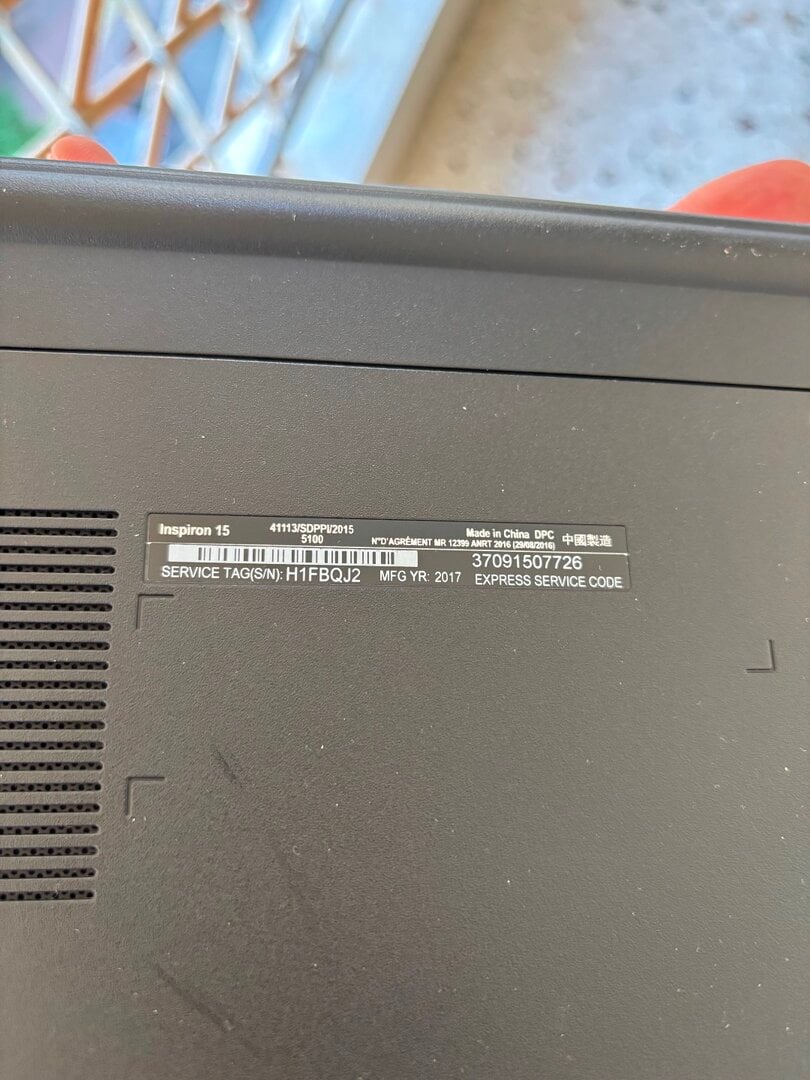 Inspiron 15
41113/SDPPI/2015
5100
Made in China DPC 中國製造
N°D'AGRÉMENT MR 12399 ANRT 2016 (29/08/2016)
37091507726
SERVICE TAG(S/N): H1FBQJ2 MFG YR: 2017 EXPRESS SERVICE CODE